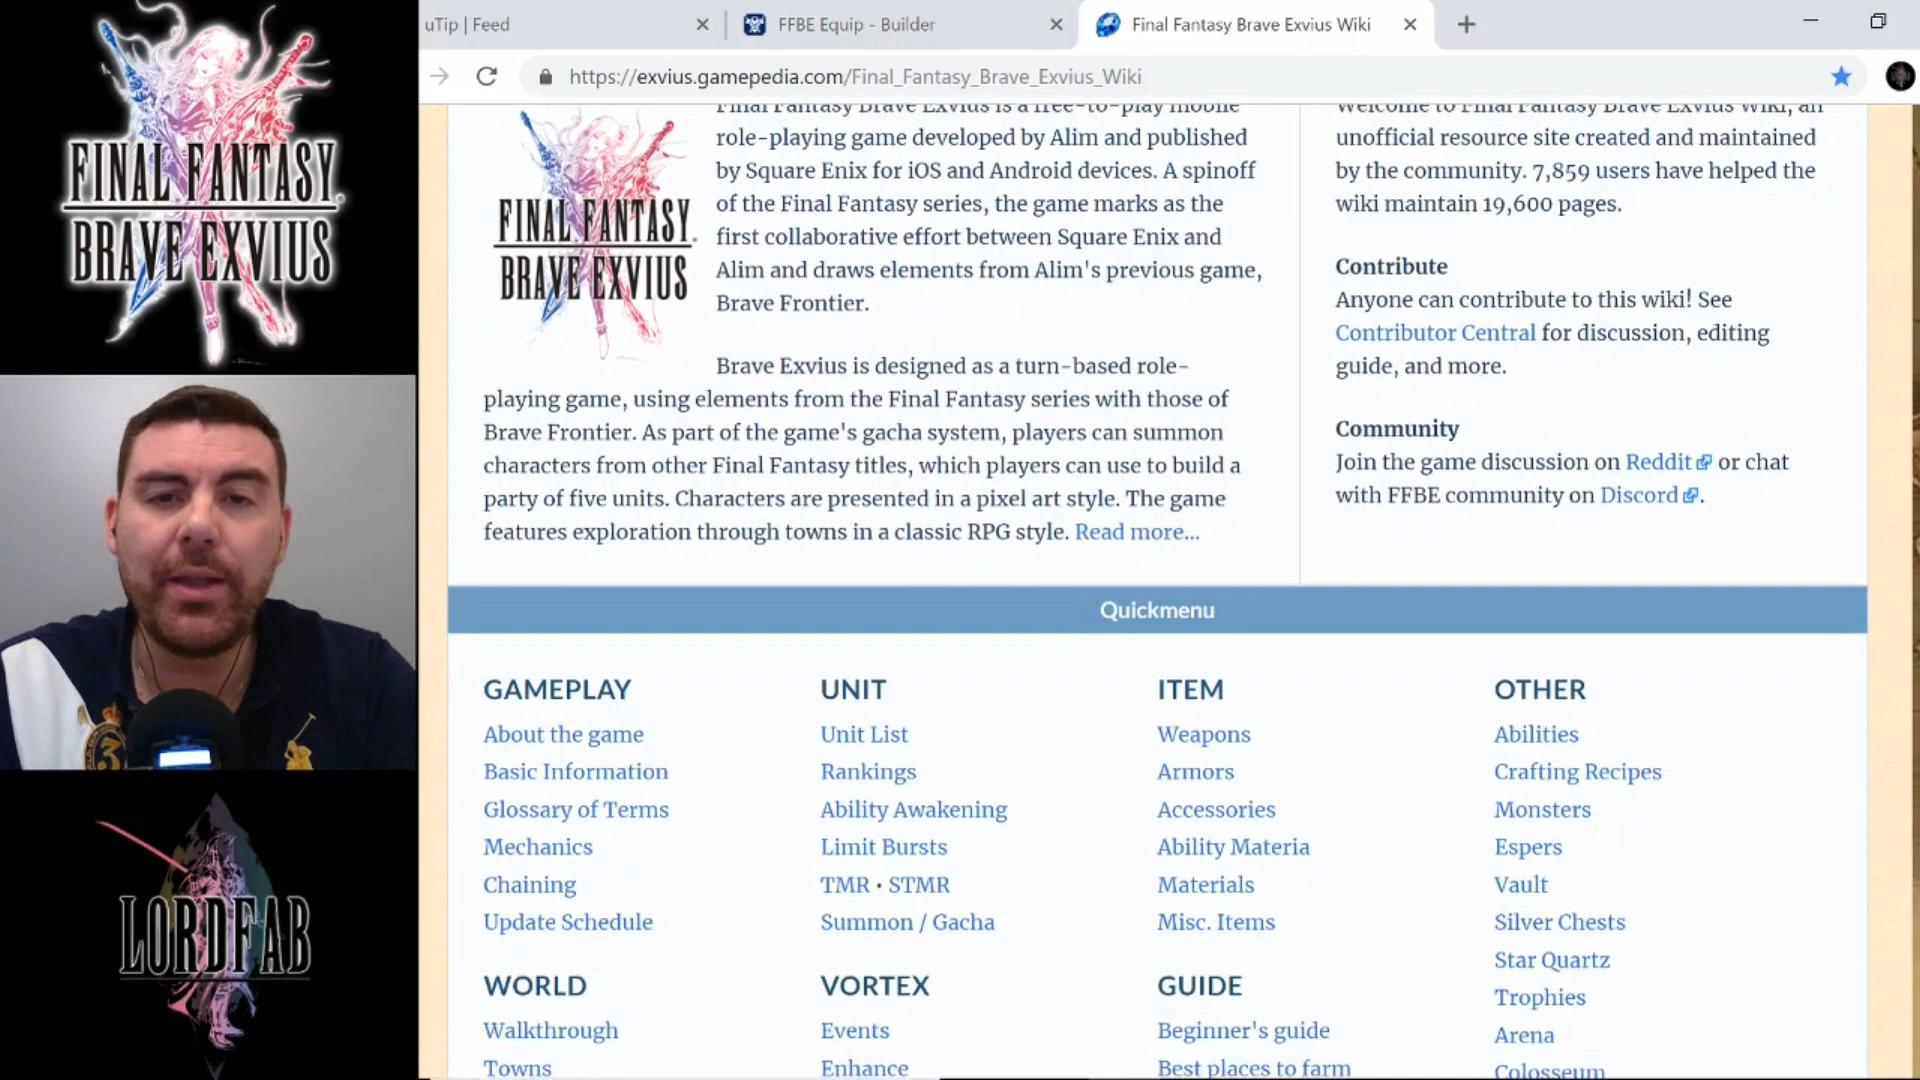 FINAL FANTASY
BRAVE EXVIUS
LORDFAB
uTip | Feed
FFBE Equip - Builder
Final Fantasy Brave Exvius Wiki
https://exvius.gamepedia.com/Final_Fantasy_Brave_Exvius_Wiki
FINAL FANTASY
BRAVE EXVIUS
Final Fantasy Brave Exvius is a free-to-play mobile
role-playing game developed by Alim and published
by Square Enix for iOS and Android devices. A spinoff
of the Final Fantasy series, the game marks as the
first collaborative effort between Square Enix and
Alim and draws elements from Alim's previous game,
Brave Frontier.
Brave Exvius is designed as a turn-based role-
playing game, using elements from the Final Fantasy series with those of
Brave Frontier. As part of the game's gacha system, players can summon
characters from other Final Fantasy titles, which players can use to build a
party of five units. Characters are presented in a pixel art style. The game
features exploration through towns in a classic RPG style. Read more...
Welcome to Final Fantasy Brave Exvius Wiki, an
unofficial resource site created and maintained
by the community. 7,859 users have helped the
wiki maintain 19,600 pages.
Contribute
Anyone can contribute to this wiki! See
Contributor Central for discussion, editing
guide, and more.
Community
Join the game discussion on Reddit or chat
with FFBE community on Discord.
Quickmenu
GAMEPLAY
About the game
Basic Information
Glossary of Terms
Mechanics
Chaining
Update Schedule
WORLD
Walkthrough
Towns
UNIT
Unit List
Rankings
Ability Awakening
Limit Bursts
TMR • STMR
Summon / Gacha
VORTEX
Events
Enhance
ITEM
Weapons
Armors
Accessories
Ability Materia
Materials
Misc. Items
GUIDE
Beginner's guide
Best places to farm
OTHER
Abilities
Crafting Recipes
Monsters
Espers
Vault
Silver Chests
Star Quartz
Trophies
Arena
Colosseum
3